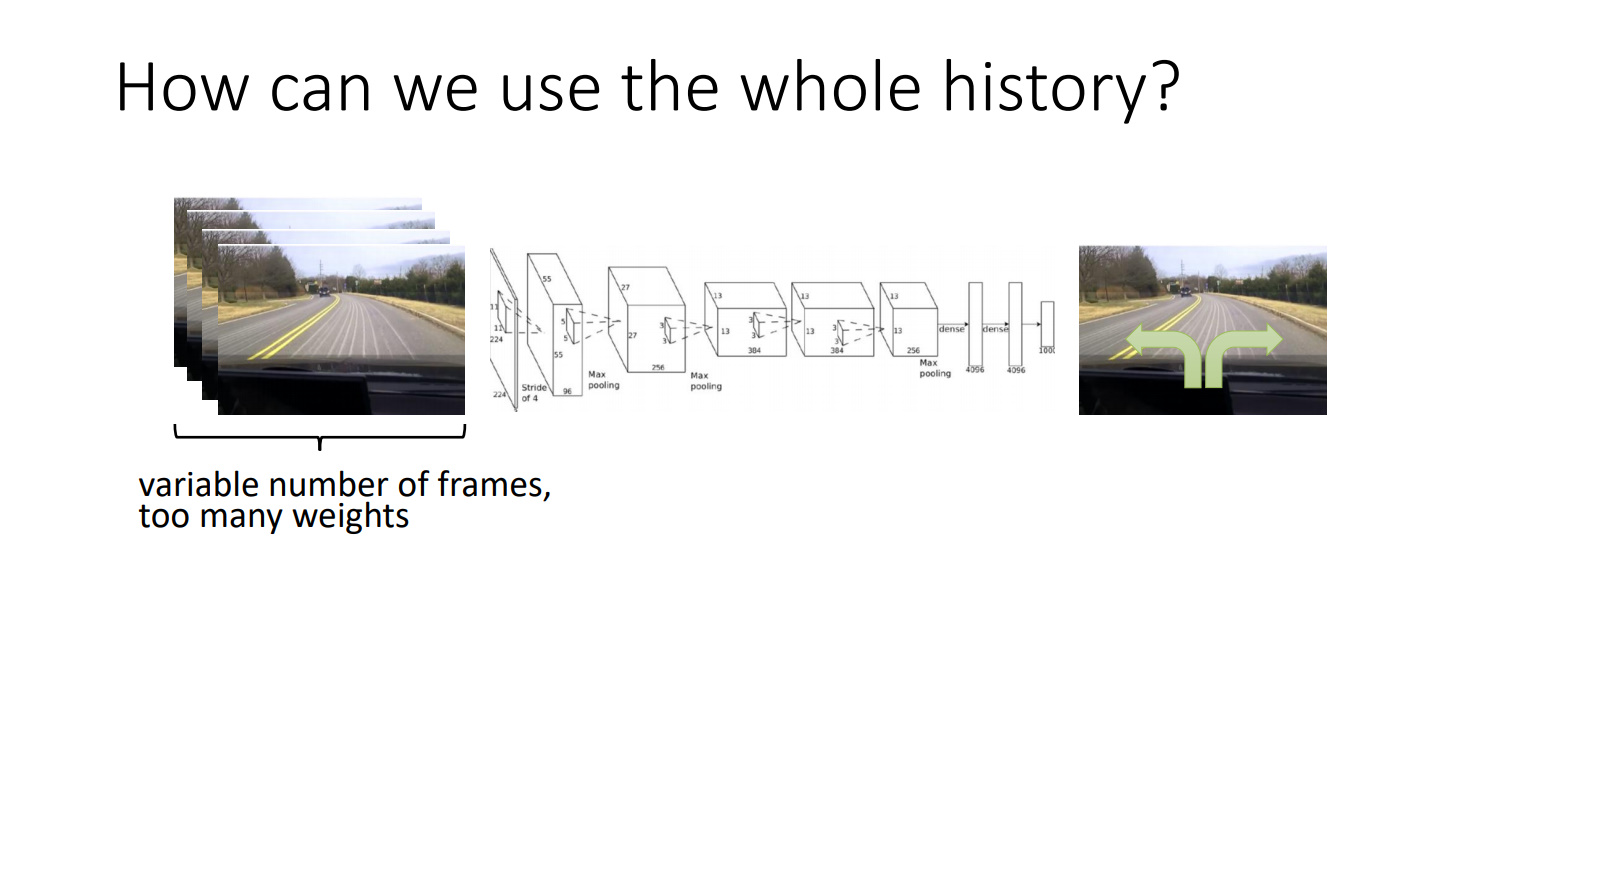 How can we use the whole history?
11
11
224
224
Stride
of 4
55
55
96
5
5
Max
pooling
27
27
256
3
3
Max
pooling
13
13
384
3
3
13
13
384
3
3
13
13
256
Max
pooling
dense
4096
dense
4096
variable number of frames,
too many weights